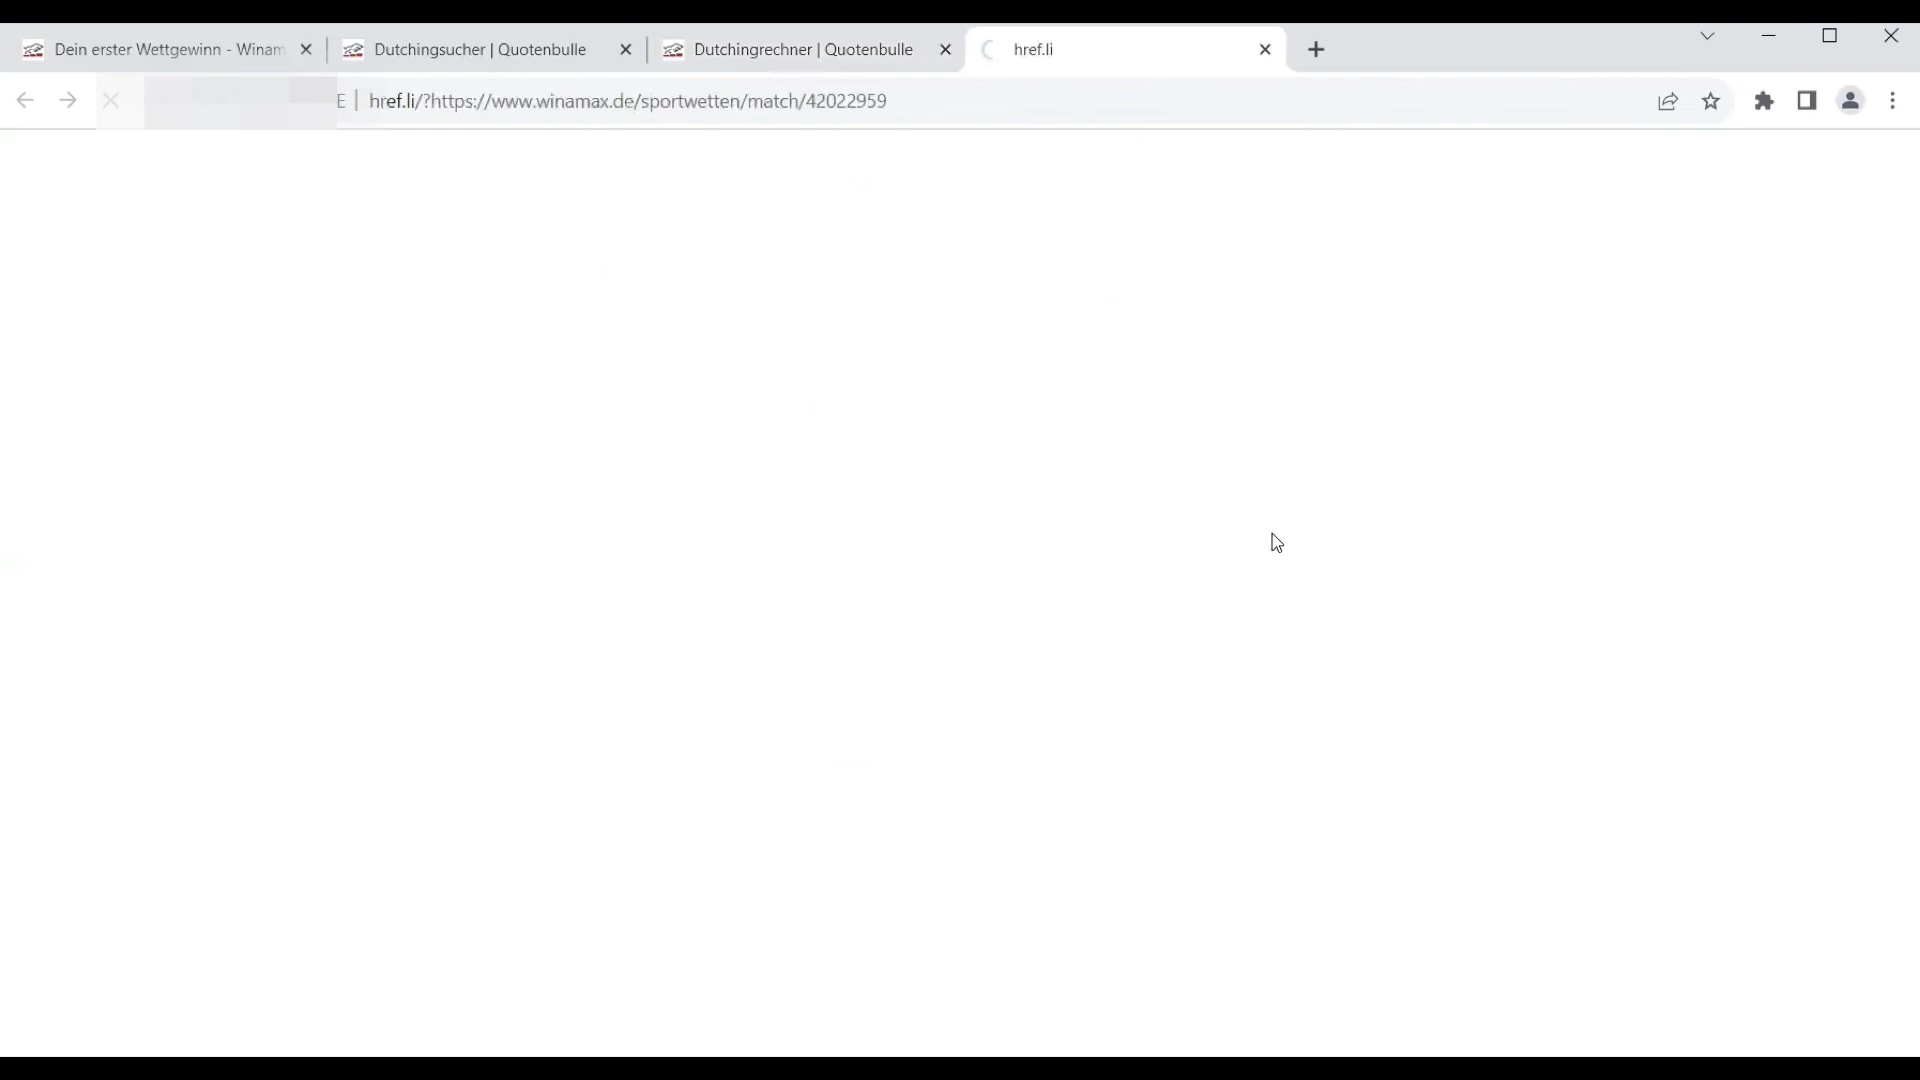 Dein erster Wettgewinn - Winam
Dutchingsucher | Quotenbulle
Dutchingrechner | Quotenbulle
href.li
E | href.li/?https://www.winamax.de/sportwetten/match/42022959